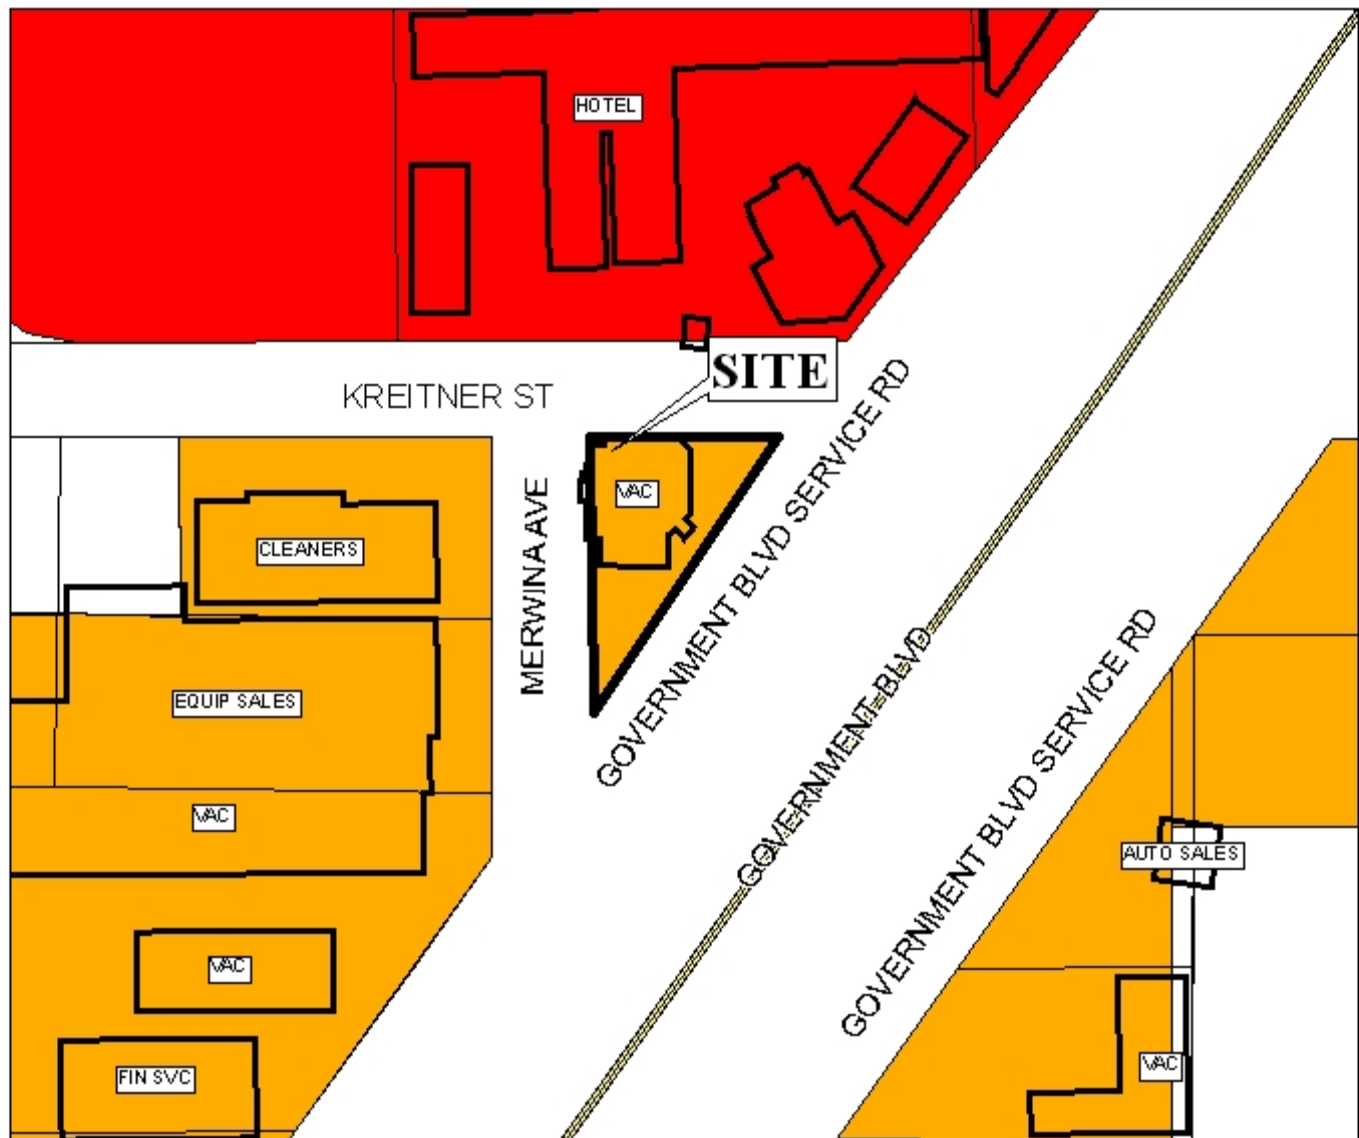 HOTEL
SITE
KREITNER ST
VAC
MERWINA AVE
GOVERNMENT BLVD SERVICE RD
CLEANERS
EQUIP SALES
GOVERNMENT BLVD
GOVERNMENT BLVD SERVICE RD
VAC
AUTO SALES
VAC
VAC
FIN SVC